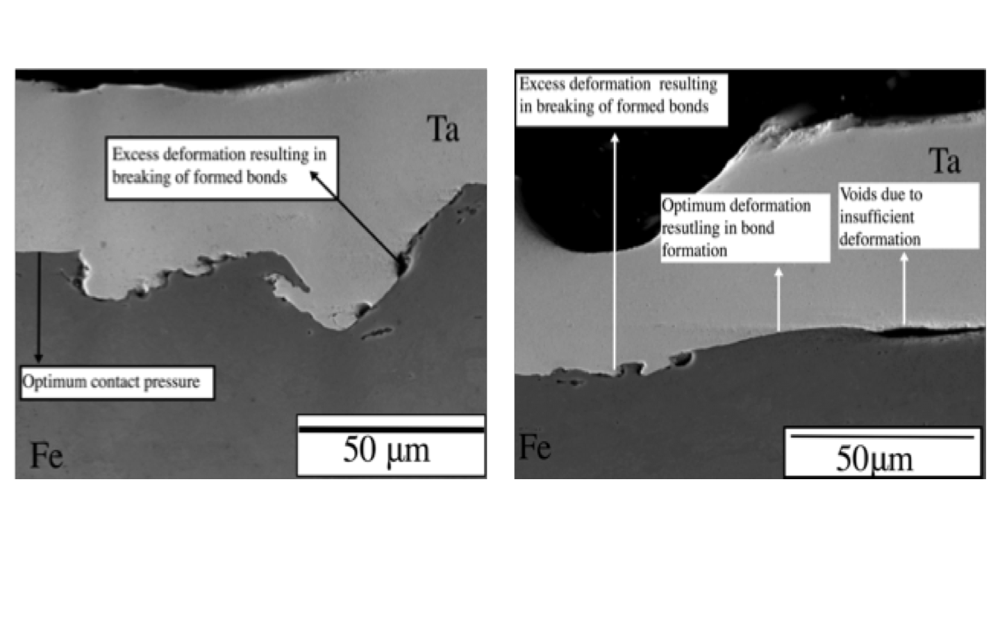 Ta
Excess deformation resulting in
breaking of formed bonds
Optimum contact pressure
Fe
50 μm
Excess deformation resulting
in breaking of formed bonds
Ta
Voids due to
insufficient
deformation
Optimum deformation
resutling in bond
formation
Fe
50μm